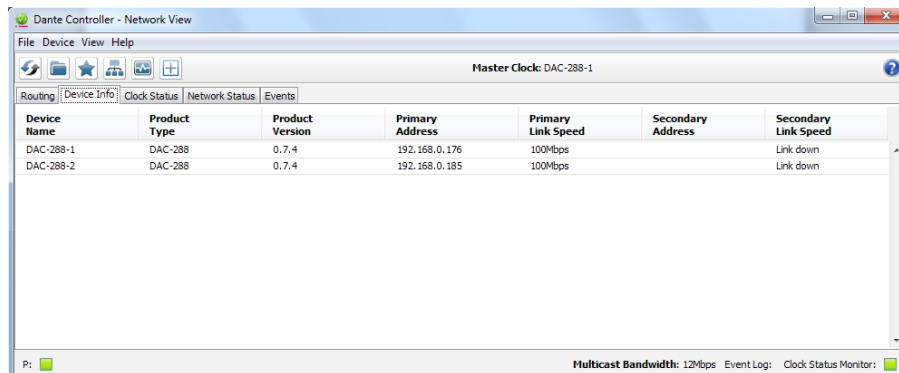 Dante Controller - Network View
File Device View Help
Master Clock: DAC-288-1
Routing Device Info Clock Status Network Status Events
Device Name Product Type Product Version Primary Address Primary Link Speed Secondary Address Secondary Link Speed
DAC-288-1 DAC-288 0.7.4 192.168.0.176 100Mbps Link down
DAC-288-2 DAC-288 0.7.4 192.168.0.185 100Mbps Link down
P: Multicast Bandwidth: 12Mbps Event Log: Clock Status Monitor: